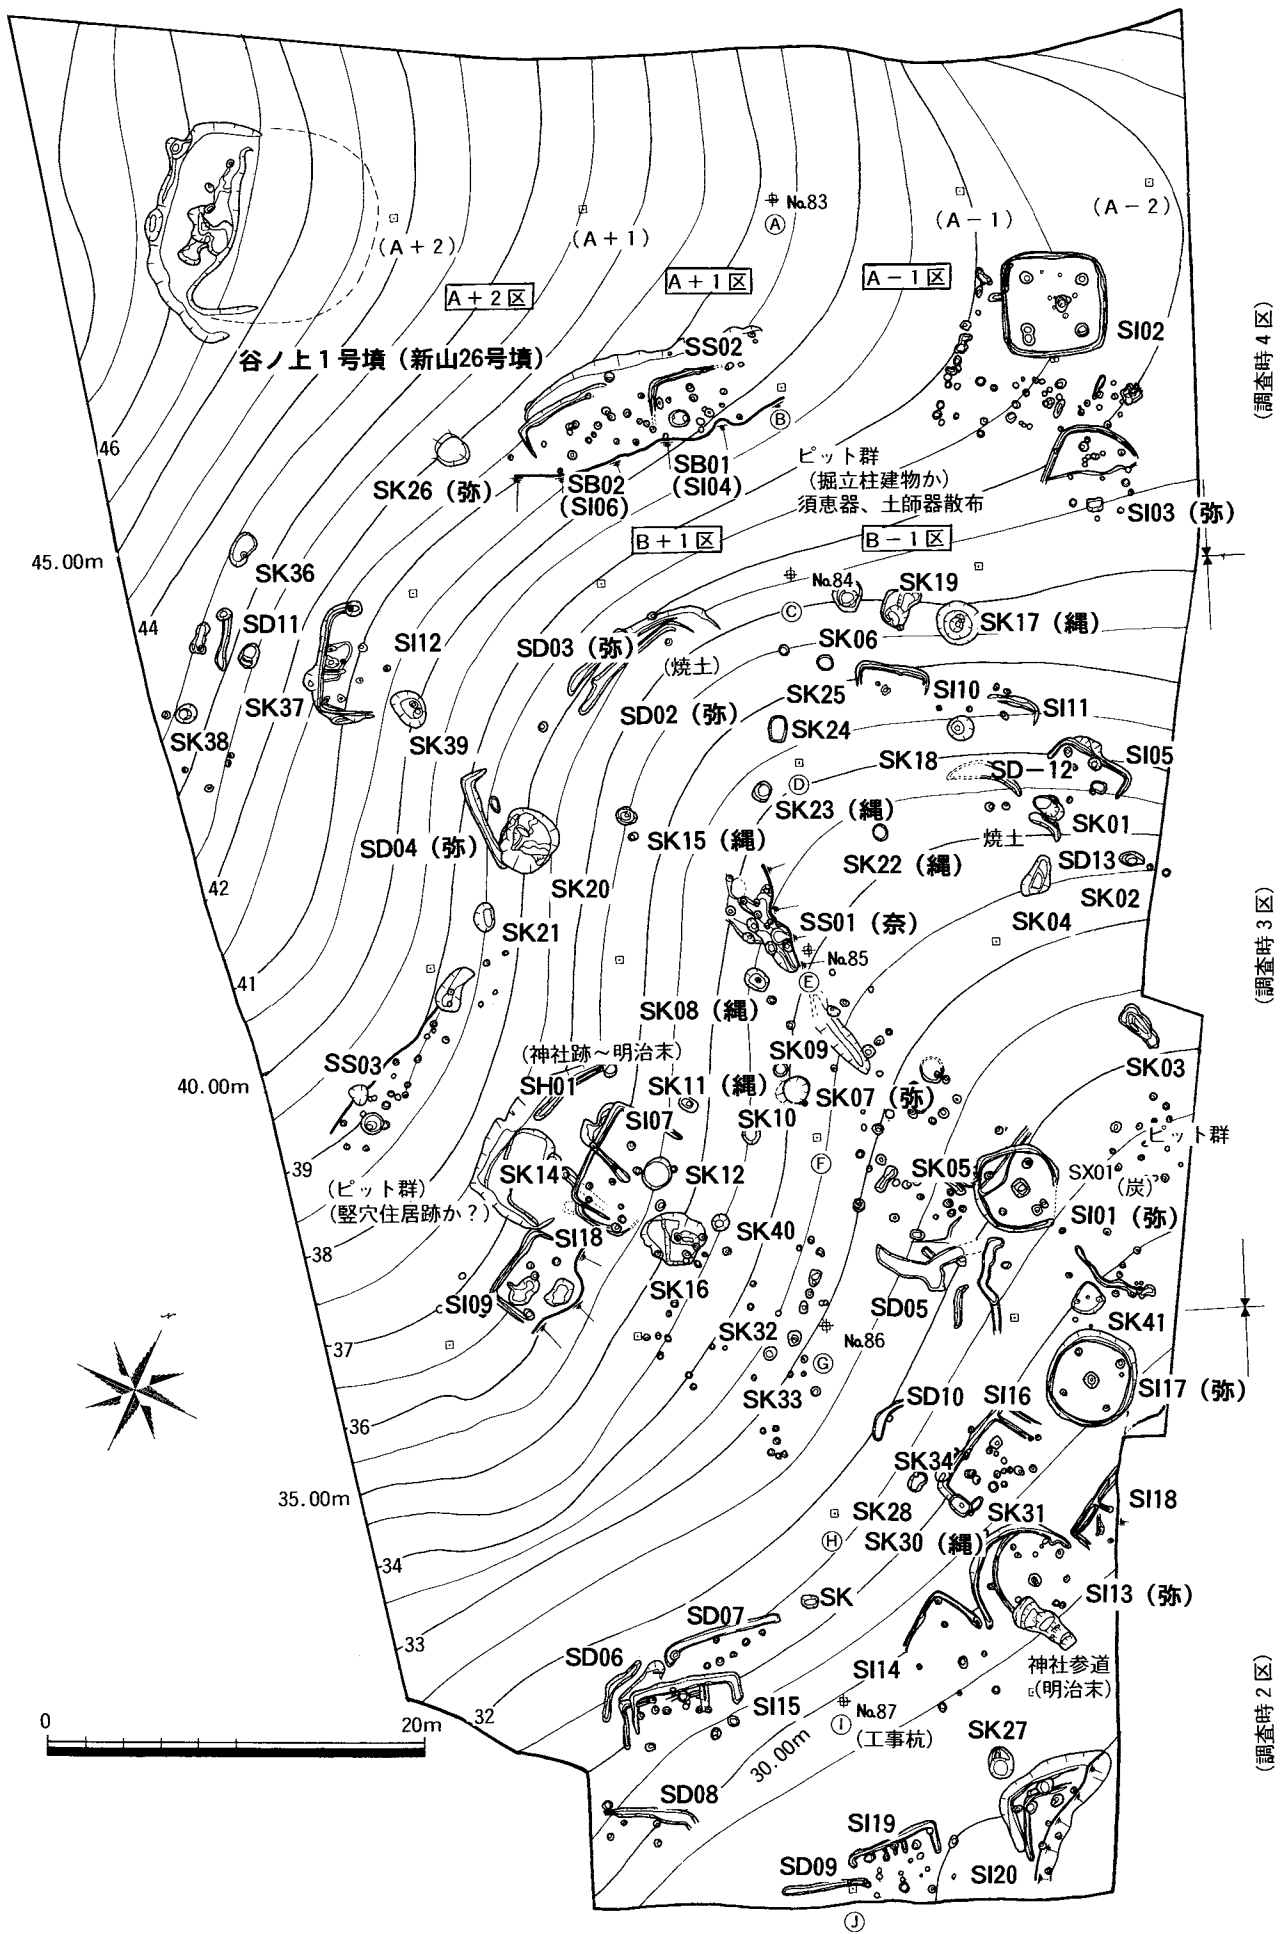 No.83
Ⓐ
(A－2)
(A－1)
(A＋2)
(A＋1)
A＋2区
A＋1区
A－1区
(調査時4区)
SI02
谷ノ上1号墳（新山26号墳）
SS02
Ⓑ
46
SK26（弥）
SB02
(SI06)
SB01
(SI04)
ピット群
(掘立柱建物か)
須恵器、土師器散布
SI03（弥）
B＋1区
B－1区
45.00m
SK36
No.84
Ⓒ
SK19
SK17（縄）
44
SD11
SI12
SD03（弥）
(焼土)
SK06
SK37
SD02（弥）
SK25
SI10
SI11
SK38
SK39
SK24
SK18
SD－12
SI05
Ⓓ
SK23（縄）
SK01
SD04（弥）
SK15（縄）
焼土
SK22（縄）
SD13
42
SK20
SK02
SK04
SK21
SS01（奈）
(調査時3区)
No.85
Ⓔ
41
SK08（縄）
SK09
SK03
SS03
(神社跡～明治末)
40.00m
SH01
SK11（縄）
SK07（弥）
SI07
SK10
ピット群
39
SK14
SK12
Ⓕ
SK05
SX01
(炭)
(ピット群)
(竪穴住居跡か？)
SI01（弥）
38
SI18
SK40
SI09
SK16
SD05
SK41
SK32
No.86
37
Ⓖ
SK33
SD10
SI16
SI17（弥）
36
SK34
35.00m
SK28
SK31
SI18
Ⓗ
SK30（縄）
34
SK
SI13（弥）
SD07
33
SD06
SI14
神社参道
(明治末)
SI15
0
20m
32
No.87
Ⓘ
(工事杭)
SK27
(調査時2区)
30.00m
SD08
SI19
SD09
SI20
Ⓙ